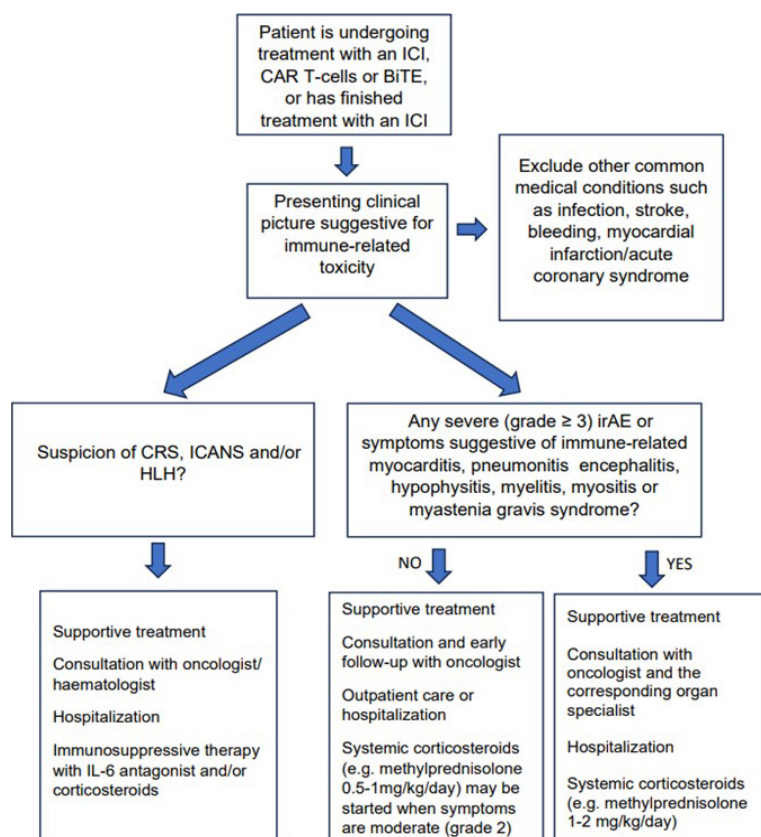 Patient is undergoing
treatment with an ICI,
CAR T-cells or BiTE,
or has finished
treatment with an ICI
Presenting clinical
picture suggestive for
immune-related
toxicity
Exclude other common
medical conditions such
as infection, stroke,
bleeding, myocardial
infarction/acute
coronary syndrome
Suspicion of CRS, ICANS and/or
HLH?
Any severe (grade ≥ 3) irAE or
symptoms suggestive of immune-related
myocarditis, pneumonitis encephalitis,
hypophysitis, myelitis, myositis or
myastenia gravis syndrome?
NO
YES
Supportive treatment
Consultation with oncologist/
haematologist
Hospitalization
Immunosuppressive therapy
with IL-6 antagonist and/or
corticosteroids
Supportive treatment
Consultation and early
follow-up with oncologist
Outpatient care or
hospitalization
Systemic corticosteroids
(e.g. methylprednisolone
0.5-1mg/kg/day) may be
started when symptoms
are moderate (grade 2)
Supportive treatment
Consultation with
oncologist and the
corresponding organ
specialist
Hospitalization
Systemic corticosteroids
(e.g. methylprednisolone
1-2 mg/kg/day)